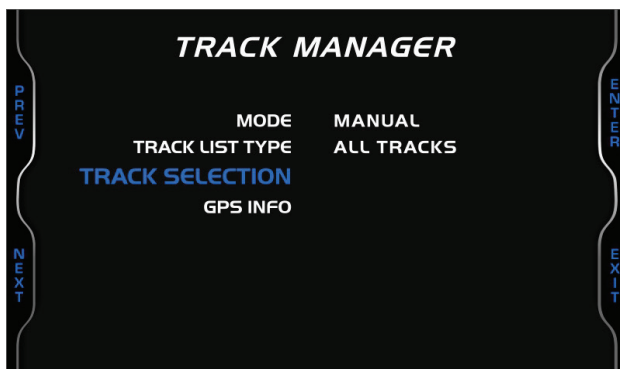 TRACK MANAGER
PREV
ENTER
MODE MANUAL
TRACK LIST TYPE ALL TRACKS
TRACK SELECTION
GPS INFO
NEXT
EXIT